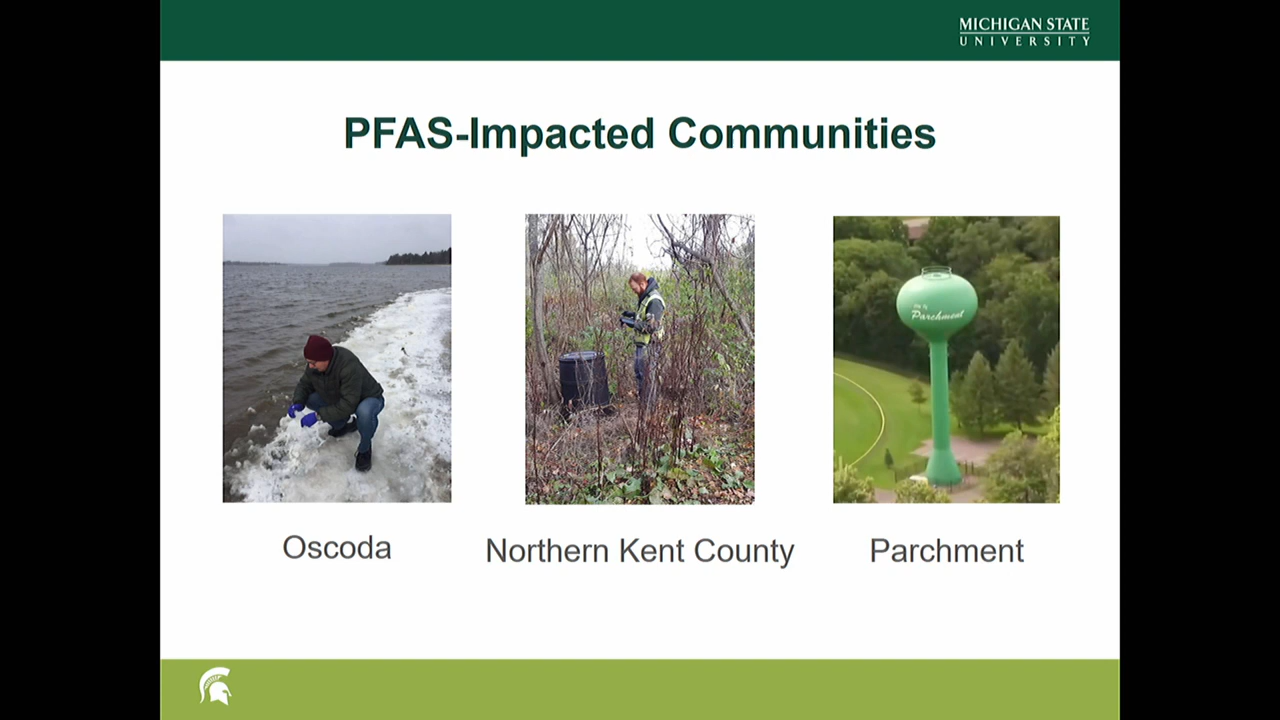 MICHIGAN STATE
UNIVERSITY
PFAS-Impacted Communities
Parchment
Oscoda
Northern Kent County
Parchment